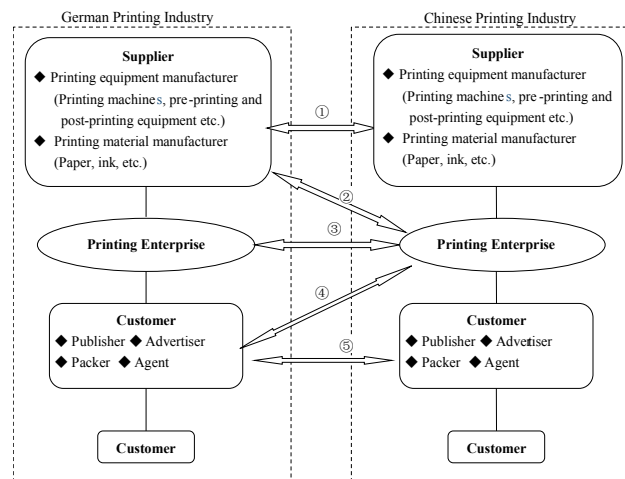 German Printing Industry
Chinese Printing Industry
Supplier
◆ Printing equipment manufacturer
(Printing machines, pre-printing and
post-printing equipment etc.)
◆ Printing material manufacturer
(Paper, ink, etc.)
Supplier
◆ Printing equipment manufacturer
(Printing machines, pre-printing and
post-printing equipment etc.)
◆ Printing material manufacturer
(Paper, ink, etc.)
①
②
③
Printing Enterprise
Printing Enterprise
④
Customer
◆ Publisher ◆ Advertiser
◆ Packer ◆ Agent
⑤
Customer
◆ Publisher ◆ Advertiser
◆ Packer ◆ Agent
Customer
Customer